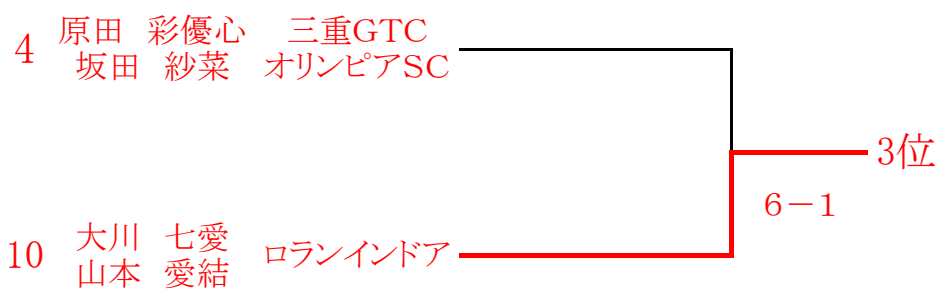 4 原田 彩優心 三重GTC
坂田 紗菜 オリンピアSC
3位
6－1
10 大川 七愛 ロランインドア
山本 愛結